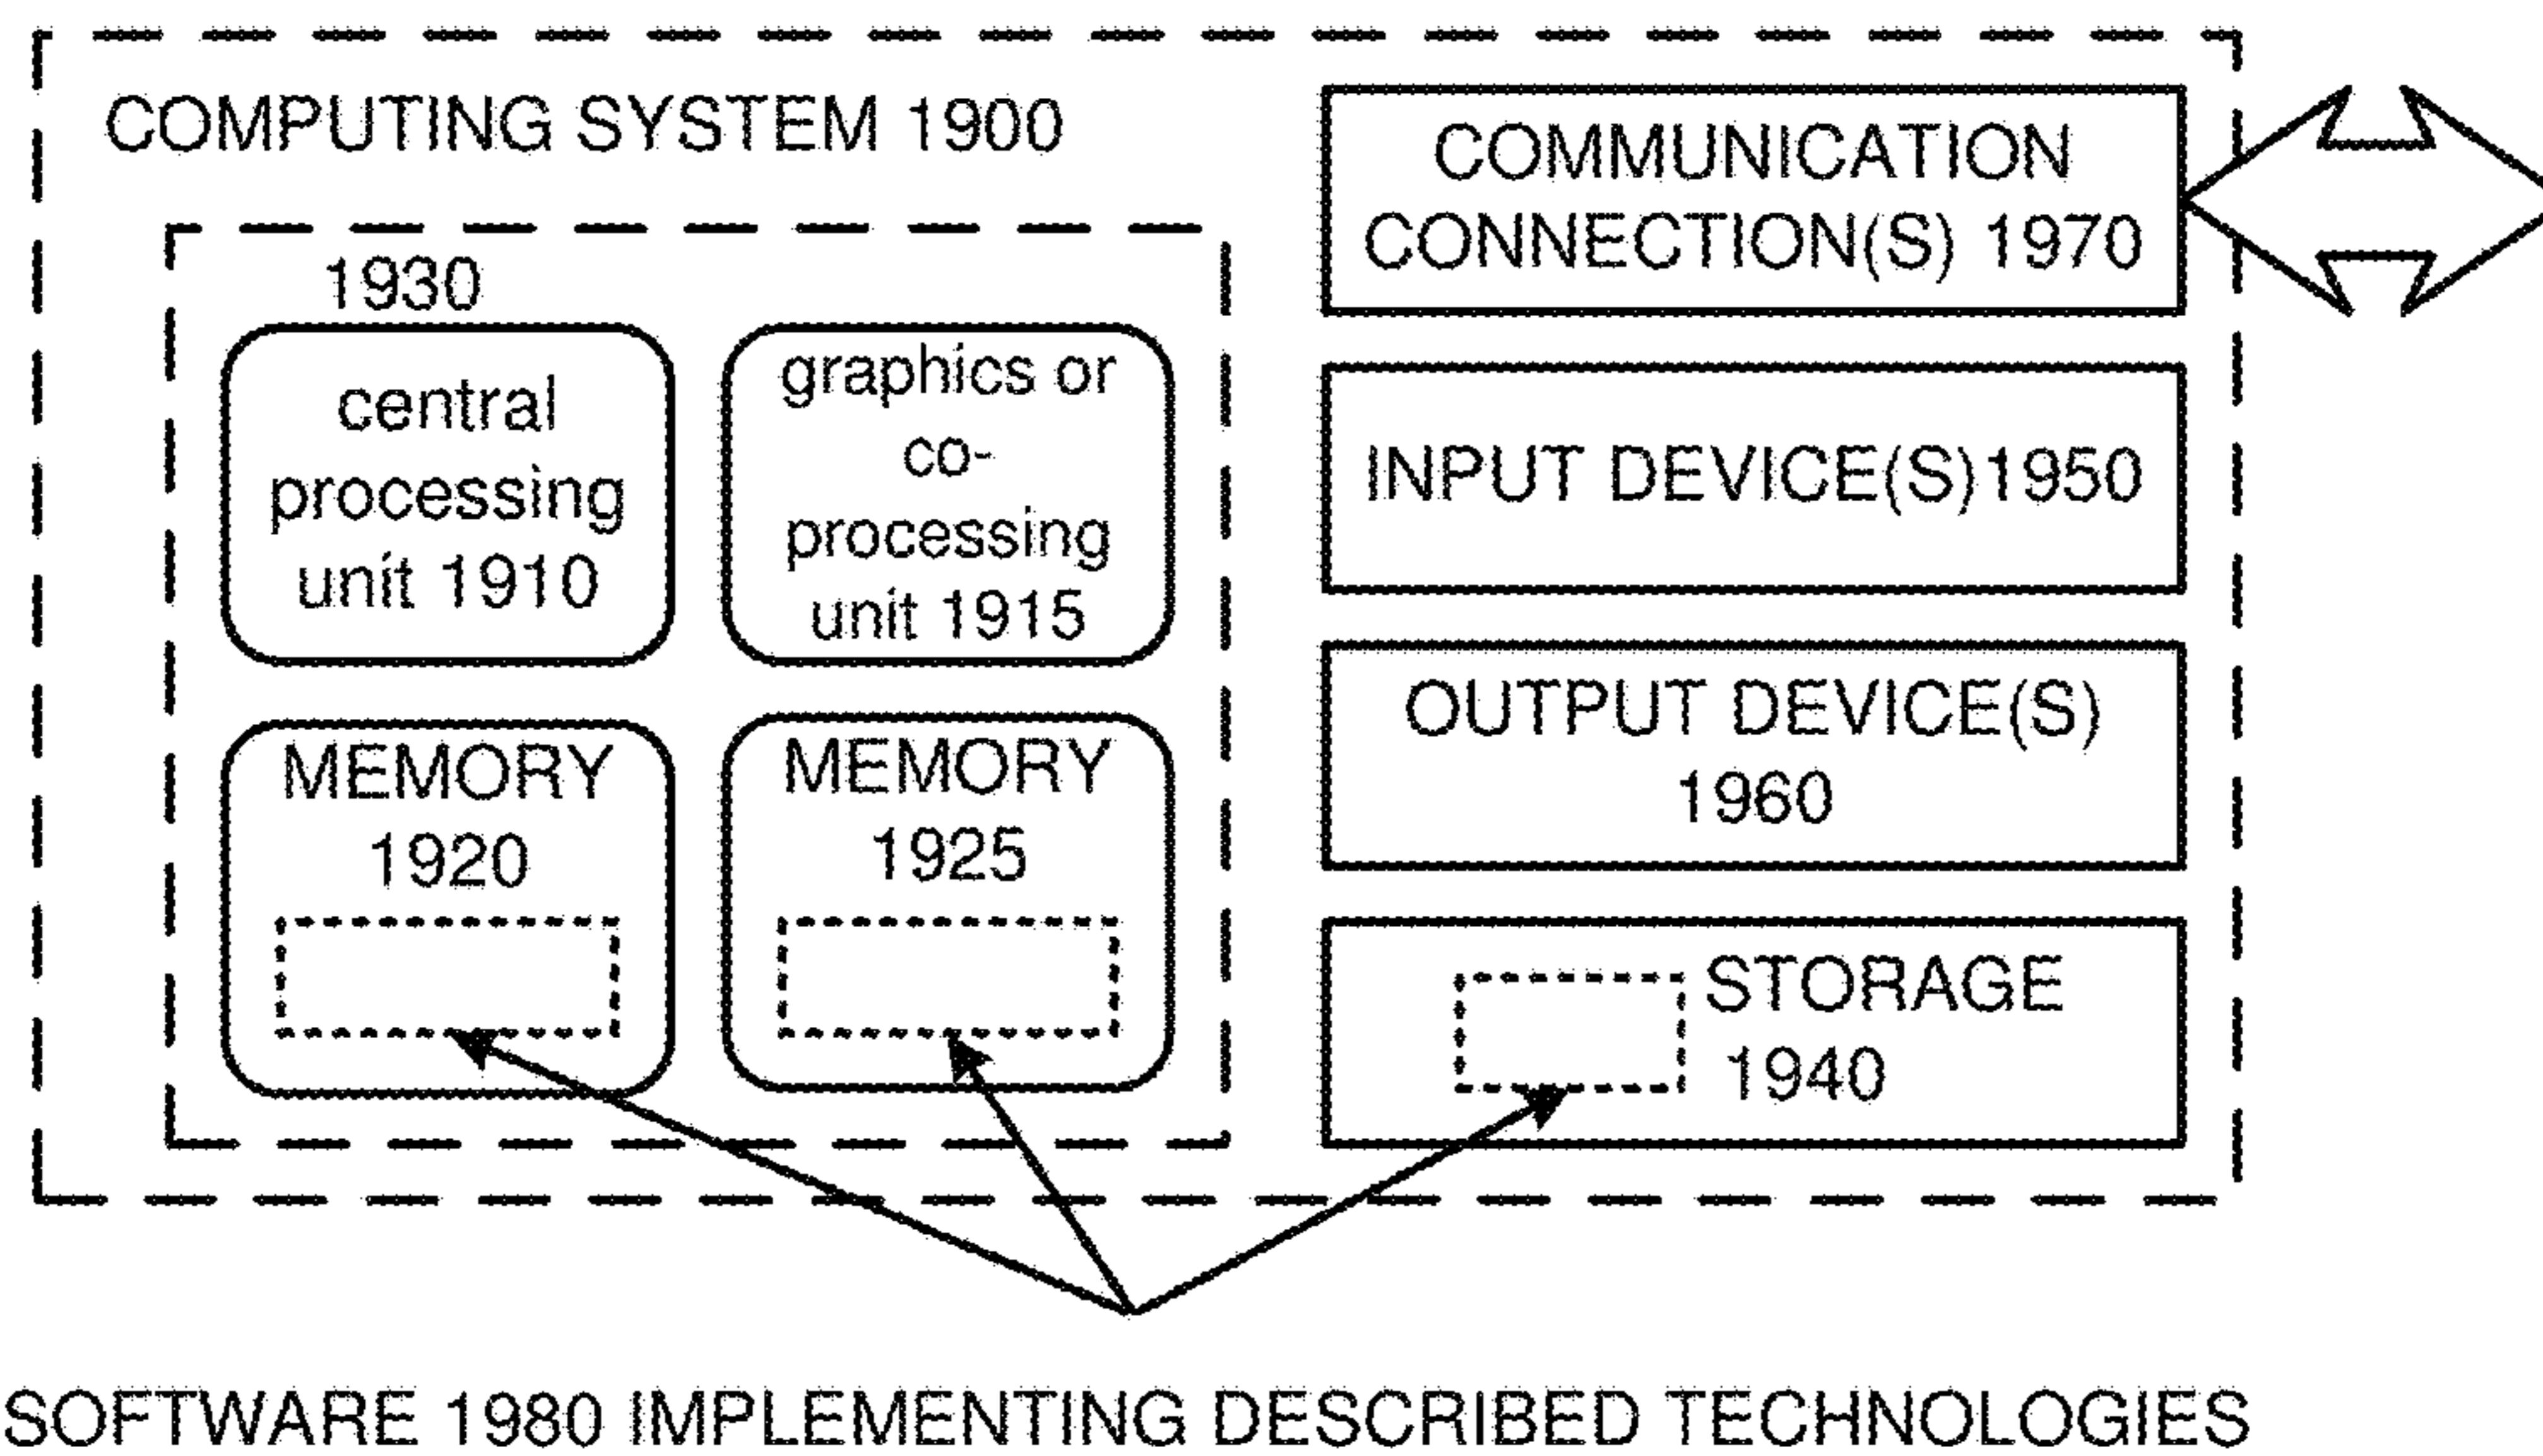 COMPUTING SYSTEM 1900
1930
central
processing
unit 1910
graphics or
co-
processing
unit 1915
MEMORY
1920
MEMORY
1925
COMMUNICATION
CONNECTION(S) 1970
INPUT DEVICE(S)1950
OUTPUT DEVICE(S)
1960
STORAGE
1940
SOFTWARE 1980 IMPLEMENTING DESCRIBED TECHNOLOGIES